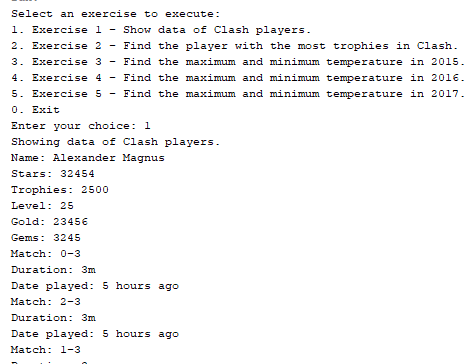 Select an exercise to execute:
1. Exercise 1 - Show data of Clash players.
2. Exercise 2 - Find the player with the most trophies in Clash.
3. Exercise 3 - Find the maximum and minimum temperature in 2015.
4. Exercise 4 - Find the maximum and minimum temperature in 2016.
5. Exercise 5 - Find the maximum and minimum temperature in 2017.
0. Exit
Enter your choice: 1
Showing data of Clash players.
Name: Alexander Magnus
Stars: 32454
Trophies: 2500
Level: 25
Gold: 23456
Gems: 3245
Match: 0-3
Duration: 3m
Date played: 5 hours ago
Match: 2-3
Duration: 3m
Date played: 5 hours ago
Match: 1-3